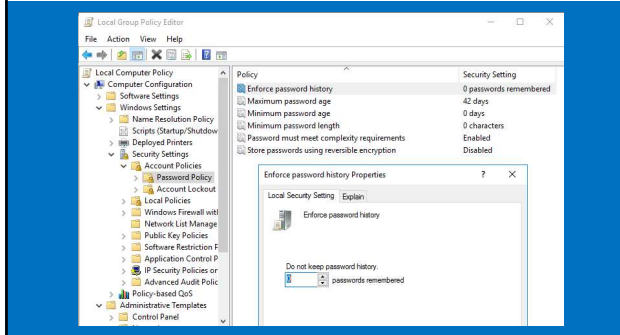 Local Group Policy Editor
File Action View Help
Local Computer Policy
Computer Configuration
Software Settings
Windows Settings
Name Resolution Policy
Scripts (Startup/Shutdow
Deployed Printers
Security Settings
Account Policies
Password Policy
Account Lockout
Local Policies
Windows Firewall wit
Network List Manage
Public Key Policies
Software Restriction F
Application Control P
IP Security Policies or
Advanced Audit Polic
Policy-based QoS
Administrative Templates
Control Panel
Policy Security Setting
Enforce password history 0 passwords remembered
Maximum password age 42 days
Minimum password age 0 days
Minimum password length 0 characters
Password must meet complexity requirements Enabled
Store passwords using reversible encryption Disabled
Enforce password history Properties ? X
Local Security Setting Explain
Enforce password history
Do not keep password history.
0 passwords remembered